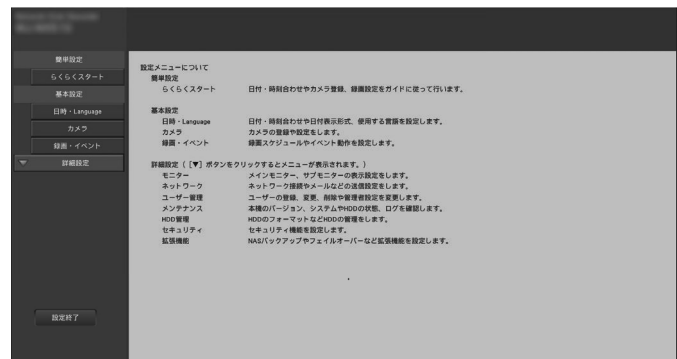 簡単設定
らくらくスタート
基本設定
日時・Language
カメラ
録画・イベント
▼ 詳細設定
設定終了
設定メニューについて
簡単設定
らくらくスタート 日付・時刻合わせやカメラ登録、録画設定をガイドに従って行います。
基本設定
日時・Language 日付・時刻合わせや日付表示形式、使用する言語を設定します。
カメラ カメラの登録や設定をします。
録画・イベント 録画スケジュールやイベント動作を設定します。
詳細設定（［▼］ボタンをクリックするとメニューが表示されます。）
モニター メインモニター、サブモニターの表示設定をします。
ネットワーク ネットワーク接続やメールなどの送信設定をします。
ユーザー管理 ユーザーの登録、変更、削除や管理者設定を変更します。
メンテナンス 本機のバージョン、システムやHDDの状態、ログを確認します。
HDD管理 HDDのフォーマットなどHDDの管理をします。
セキュリティ セキュリティ機能を設定します。
拡張機能 NASバックアップやフェイルオーバーなど拡張機能を設定します。